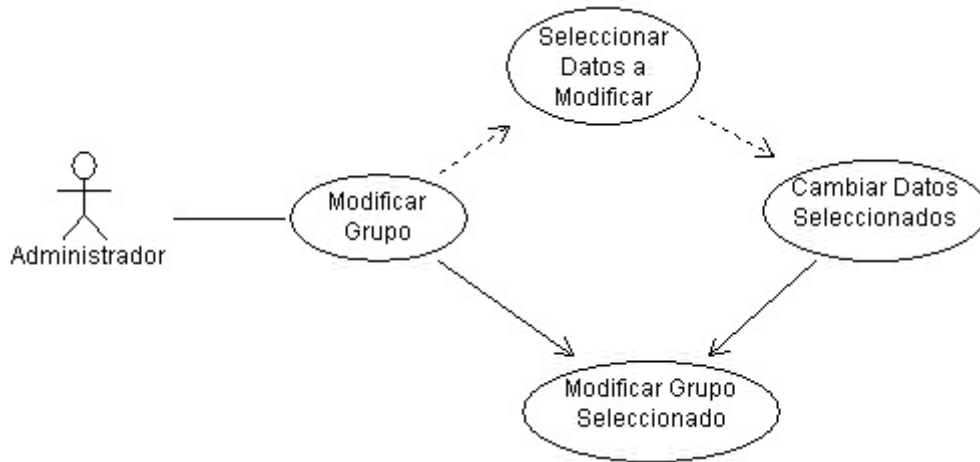 Seleccionar
Datos a
Modificar
Administrador
Modificar
Grupo
Cambiar Datos
Seleccionados
Modificar Grupo
Seleccionado